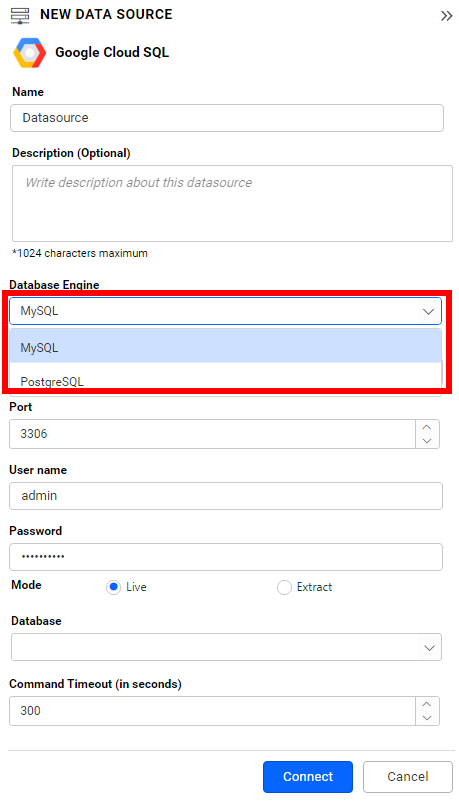 NEW DATA SOURCE
Google Cloud SQL
Name
Datasource
Description (Optional)
Write description about this datasource
*1024 characters maximum
Database Engine
MySQL
MySQL
PostgreSQL
Port
3306
User name
admin
Password
••••••••••
Mode
Live
Extract
Database
Command Timeout (in seconds)
300
Connect
Cancel